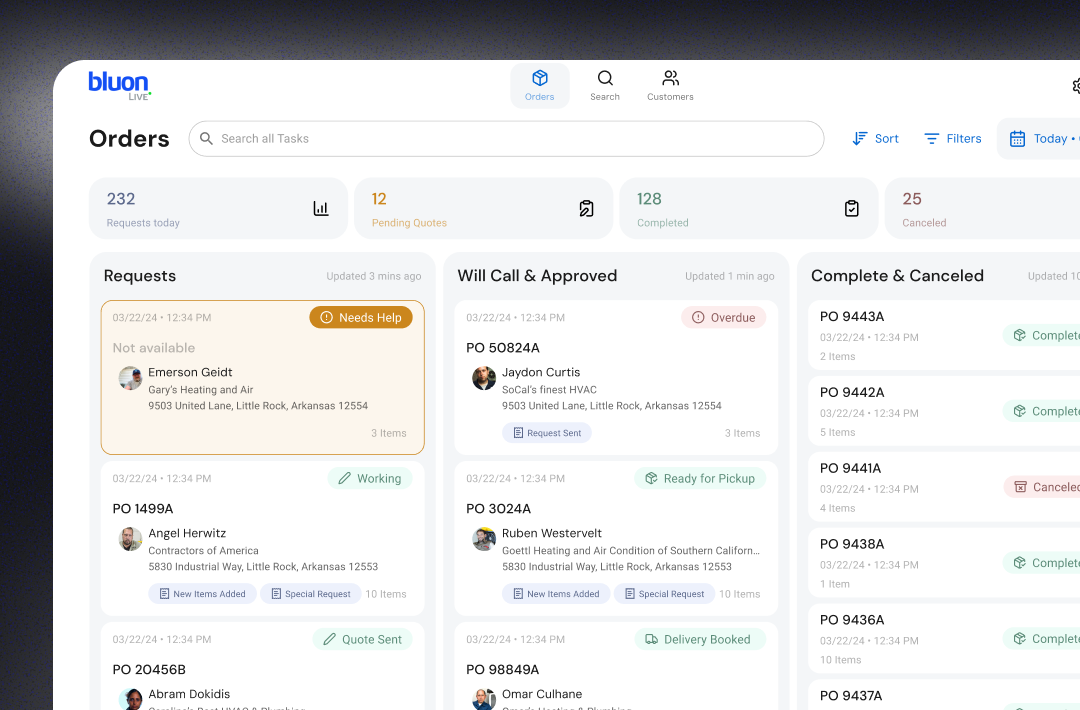 bluon
LIVE
Orders
Search
Customers
Orders
Search all Tasks
Sort
Filters
Today •
232
Requests today
12
Pending Quotes
128
Completed
25
Canceled
Requests
Updated 3 mins ago
03/22/24 • 12:34 PM
Needs Help
Not available
Emerson Geidt
Gary's Heating and Air
9503 United Lane, Little Rock, Arkansas 12554
3 Items
03/22/24 • 12:34 PM
Working
PO 1499A
Angel Herwitz
Contractors of America
5830 Industrial Way, Little Rock, Arkansas 12553
New Items Added
Special Request
10 Items
03/22/24 • 12:34 PM
Quote Sent
PO 20456B
Abram Dokidis
Will Call & Approved
Updated 1 min ago
03/22/24 • 12:34 PM
Overdue
PO 50824A
Jaydon Curtis
SoCal's finest HVAC
9503 United Lane, Little Rock, Arkansas 12554
Request Sent
3 Items
03/22/24 • 12:34 PM
Ready for Pickup
PO 3024A
Ruben Westervelt
Goettl Heating and Air Condition of Southern Californ...
5830 Industrial Way, Little Rock, Arkansas 12553
New Items Added
Special Request
10 Items
03/22/24 • 12:34 PM
Delivery Booked
PO 98849A
Omar Culhane
Complete & Canceled
Updated 10
PO 9443A
03/22/24 • 12:34 PM
2 Items
Complete
PO 9442A
03/22/24 • 12:34 PM
5 Items
Complete
PO 9441A
03/22/24 • 12:34 PM
4 Items
Canceled
PO 9438A
03/22/24 • 12:34 PM
1 Item
Complete
PO 9436A
03/22/24 • 12:34 PM
10 Items
Complete
PO 9437A